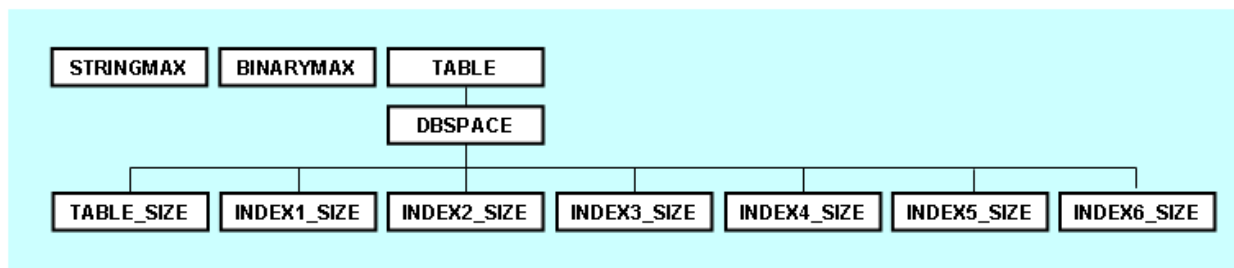 STRINGMAX BINARYMAX TABLE
DBSPACE
TABLE_SIZE INDEX1_SIZE INDEX2_SIZE INDEX3_SIZE INDEX4_SIZE INDEX5_SIZE INDEX6_SIZE